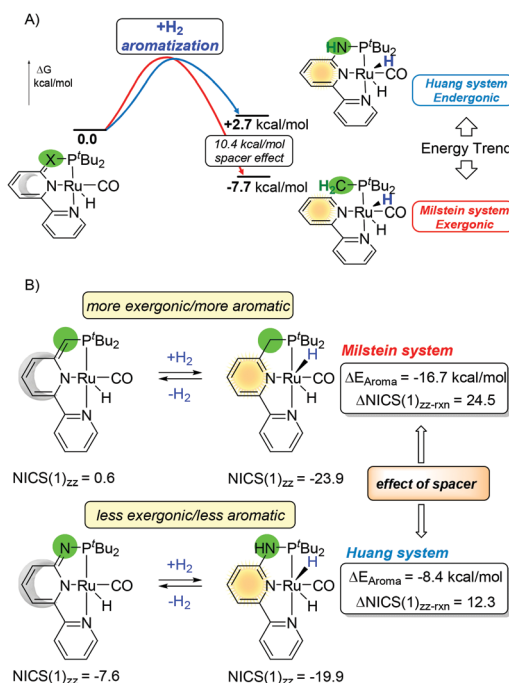 A)
+H2
aromatization
ΔG
kcal/mol
0.0
+2.7 kcal/mol
10.4 kcal/mol
spacer effect
-7.7 kcal/mol
X
PtBu2
N
Ru
CO
H
N
HN
PtBu2
H
N
Ru
CO
H
N
Huang system
Endergonic
Energy Trend
H2C
PtBu2
H
N
Ru
CO
H
N
Milstein system
Exergonic
B)
more exergonic/more aromatic
PtBu2
N
Ru
CO
H
N
+H2
-H2
PtBu2
H
N
Ru
CO
H
N
Milstein system
ΔEAroma = -16.7 kcal/mol
ΔNICS(1)zz-rxn = 24.5
NICS(1)zz = 0.6
NICS(1)zz = -23.9
effect of spacer
less exergonic/less aromatic
N
PtBu2
N
Ru
CO
H
N
+H2
-H2
HN
PtBu2
H
N
Ru
CO
H
N
Huang system
ΔEAroma = -8.4 kcal/mol
ΔNICS(1)zz-rxn = 12.3
NICS(1)zz = -7.6
NICS(1)zz = -19.9